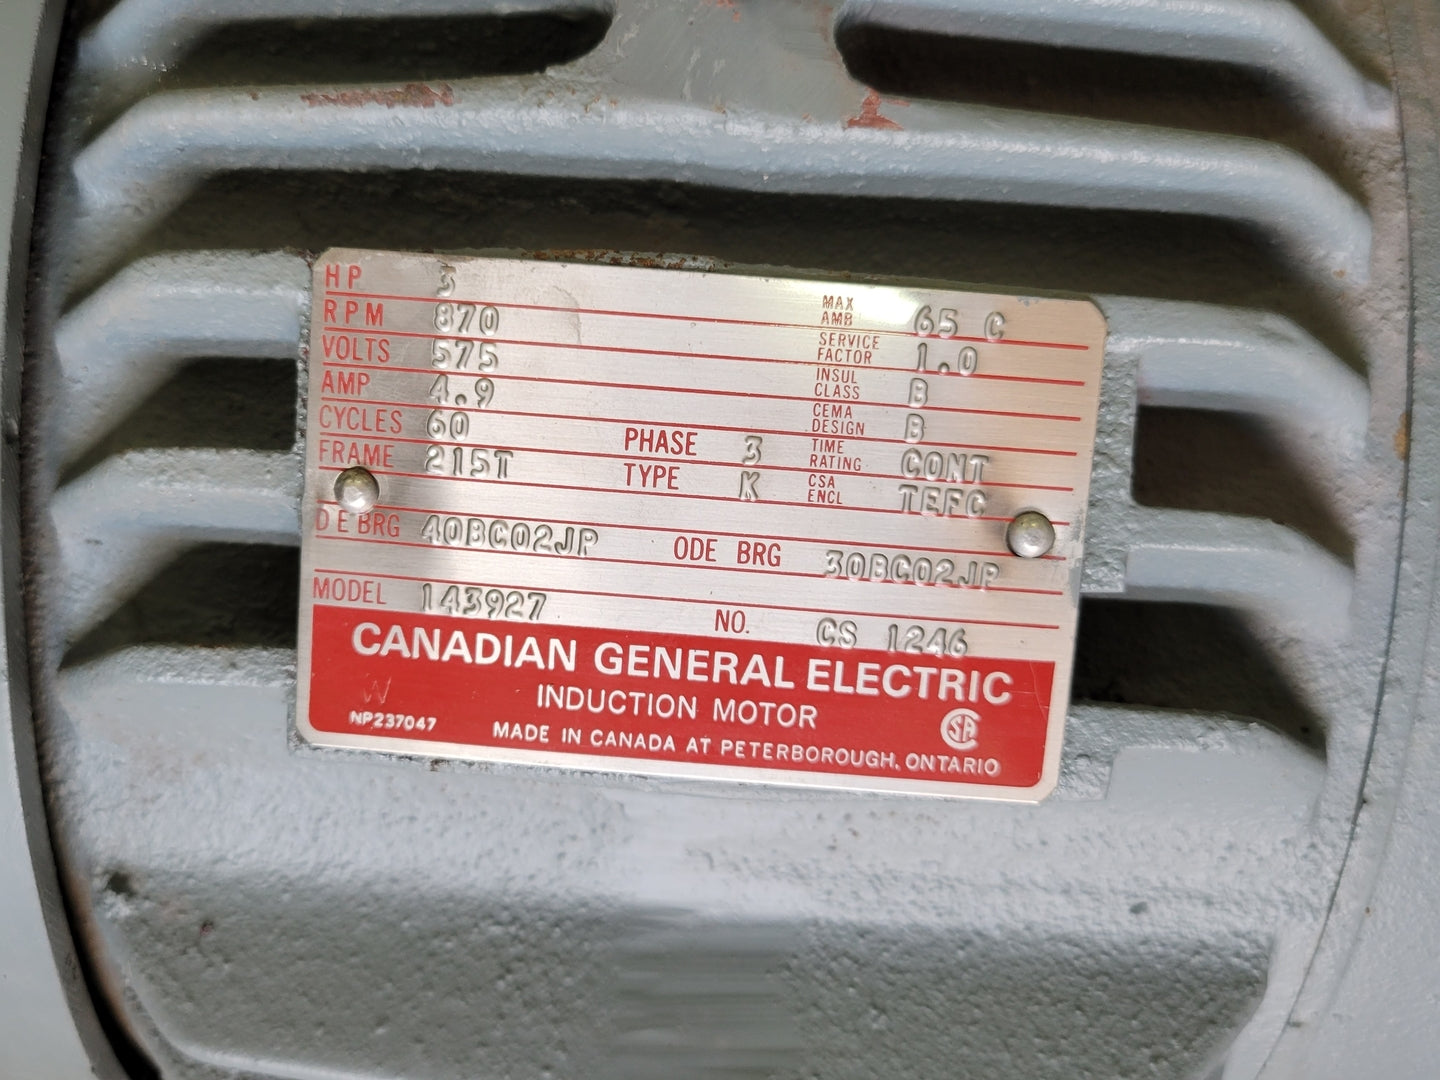 HP 3
RPM 870 MAX AMB 65 C
VOLTS 575 SERVICE FACTOR 1.0
AMP 4.9 INSUL CLASS B
CYCLES 60 CEMA DESIGN B
FRAME 215T PHASE 3 TIME RATING CONT
TYPE K CSA ENCL TEFC
D E BRG 40BC02JP ODE BRG 30BC02JP
MODEL 143927 NO. CS 1246
CANADIAN GENERAL ELECTRIC
INDUCTION MOTOR
W
NP237047 MADE IN CANADA AT PETERBOROUGH, ONTARIO
SA